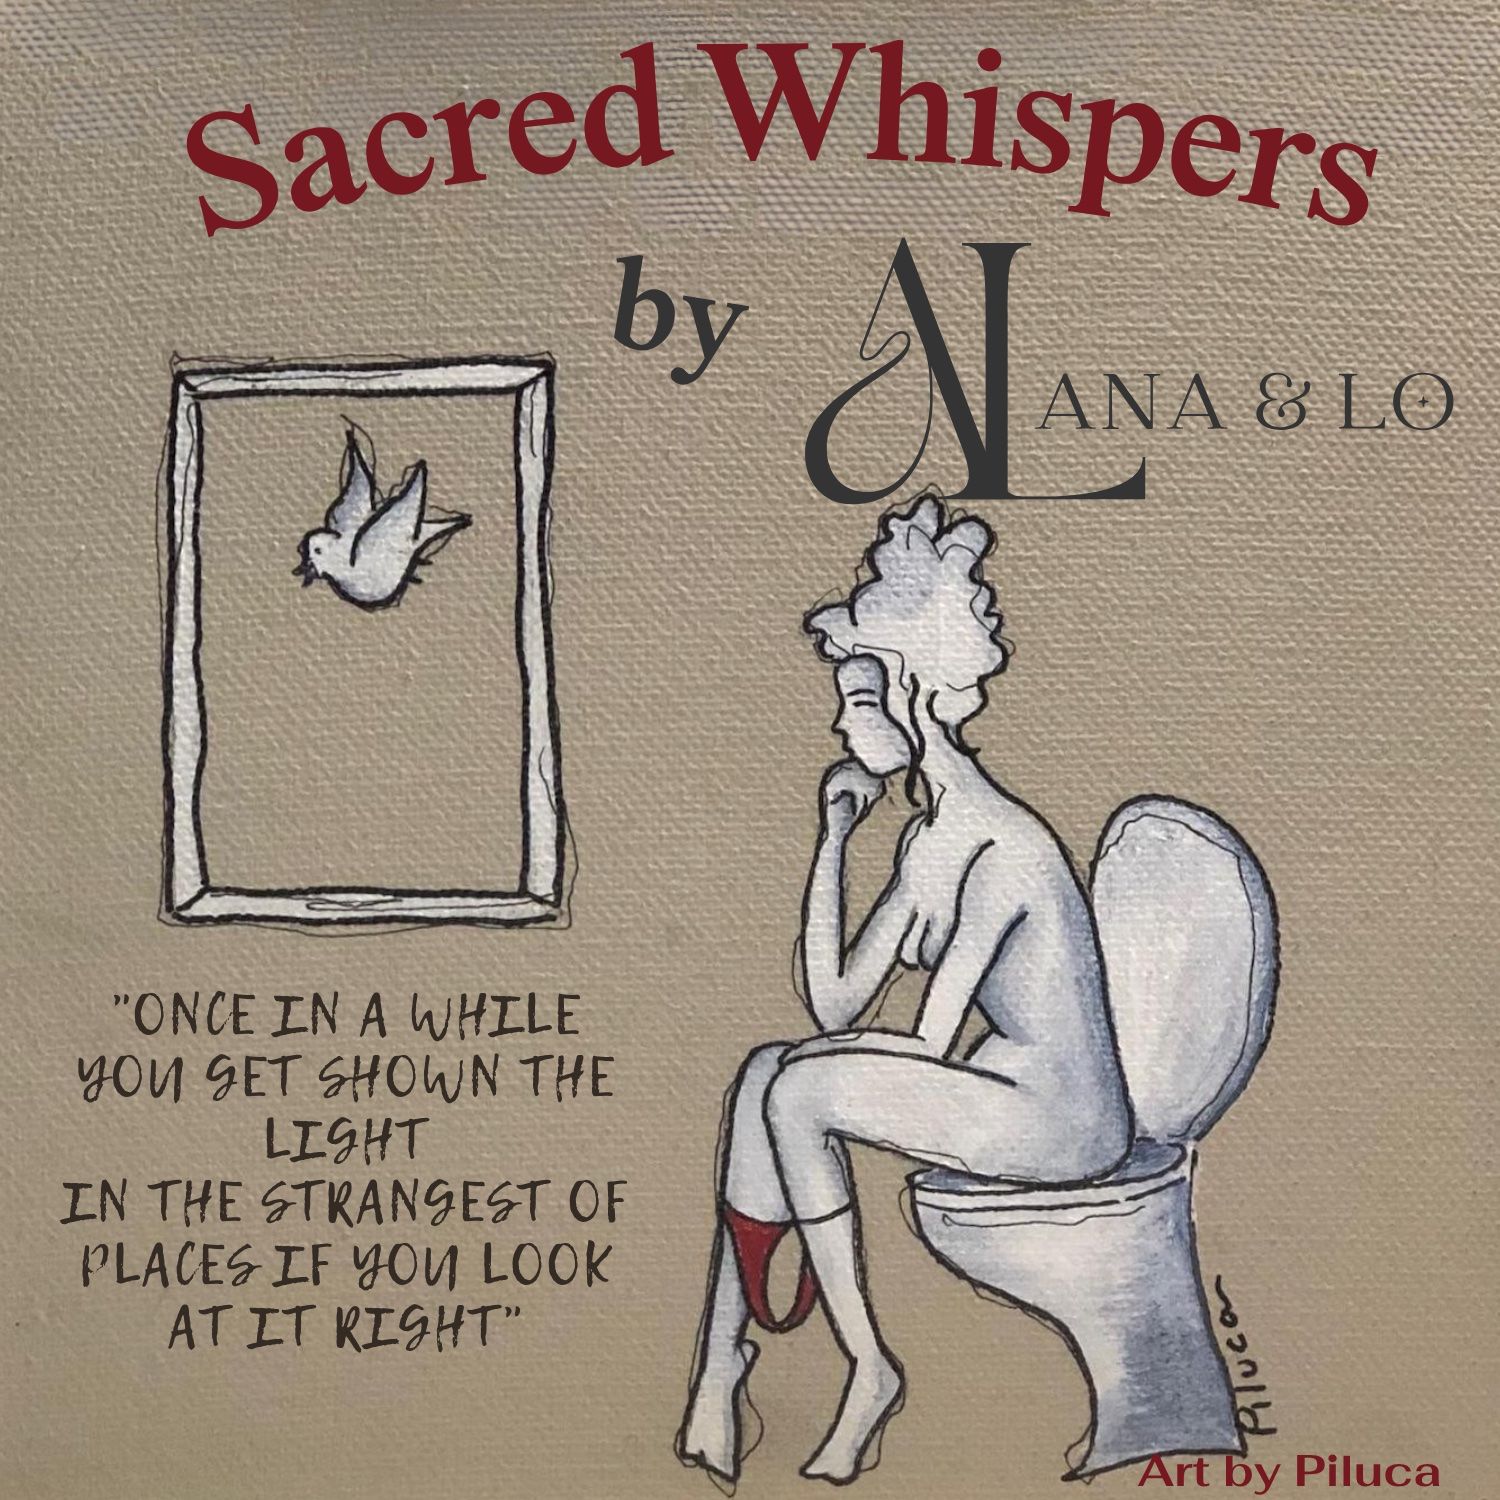 Sacred Whispers
by
AL
ANA & LO
"ONCE IN A WHILE
YOU GET SHOWN THE
LIGHT
IN THE STRANGEST OF
PLACES IF YOU LOOK
AT IT RIGHT"
Piluca
Art by Piluca